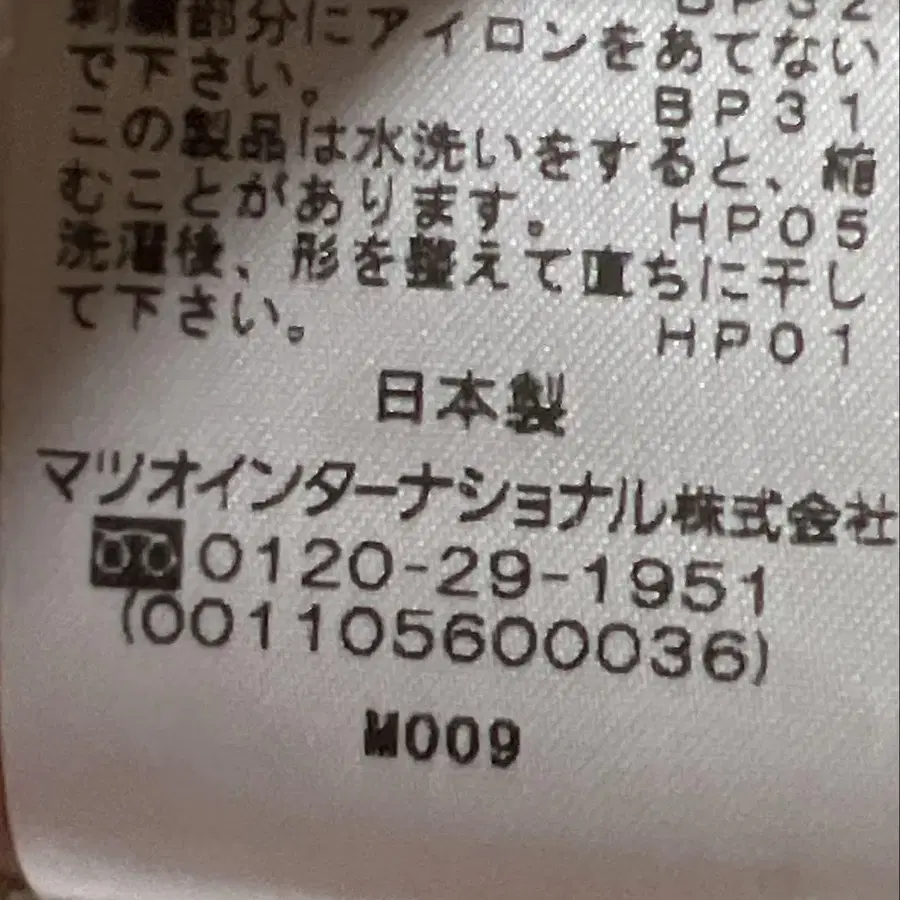 BP32
刺繍部分にアイロンをあてない
で下さい。 BP31
この製品は水洗いをすると、縮
むことがあります。 HP05
洗濯後、形を整えて直ちに干し
て下さい。 HP01
日本製
マツオインターナショナル株式会社
0120-29-1951
(001105600036)
M009